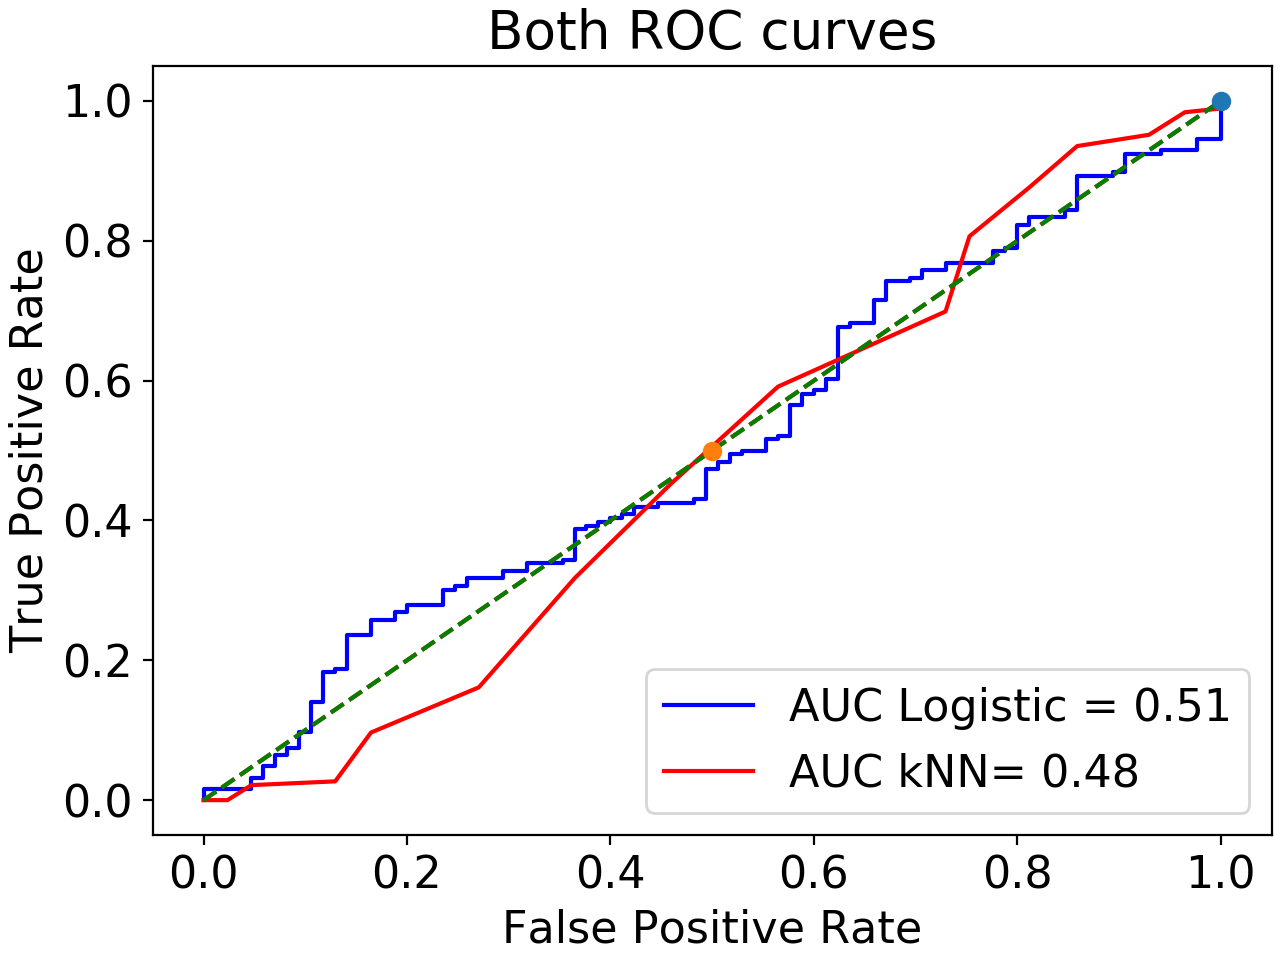 Both ROC curves
True Positive Rate
1.0
0.8
0.6
0.4
0.2
0.0
AUC Logistic = 0.51
AUC kNN= 0.48
0.0 0.2 0.4 0.6 0.8 1.0
False Positive Rate